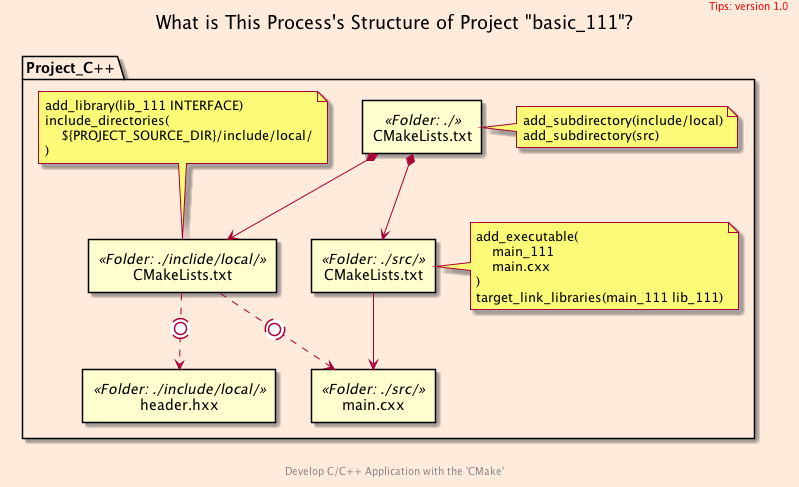 Tips: version 1.0
What is This Process's Structure of Project "basic_111"?
Project_C++
add_library(lib_111 INTERFACE)
include_directories(
${PROJECT_SOURCE_DIR}/include/local/
)
«Folder: ./»
CMakeLists.txt
add_subdirectory(include/local)
add_subdirectory(src)
«Folder: ./inclide/local/»
CMakeLists.txt
«Folder: ./src/»
CMakeLists.txt
add_executable(
main_111
main.cxx
)
target_link_libraries(main_111 lib_111)
«Folder: ./include/local/»
header.hxx
«Folder: ./src/»
main.cxx
Develop C/C++ Application with the 'CMake'